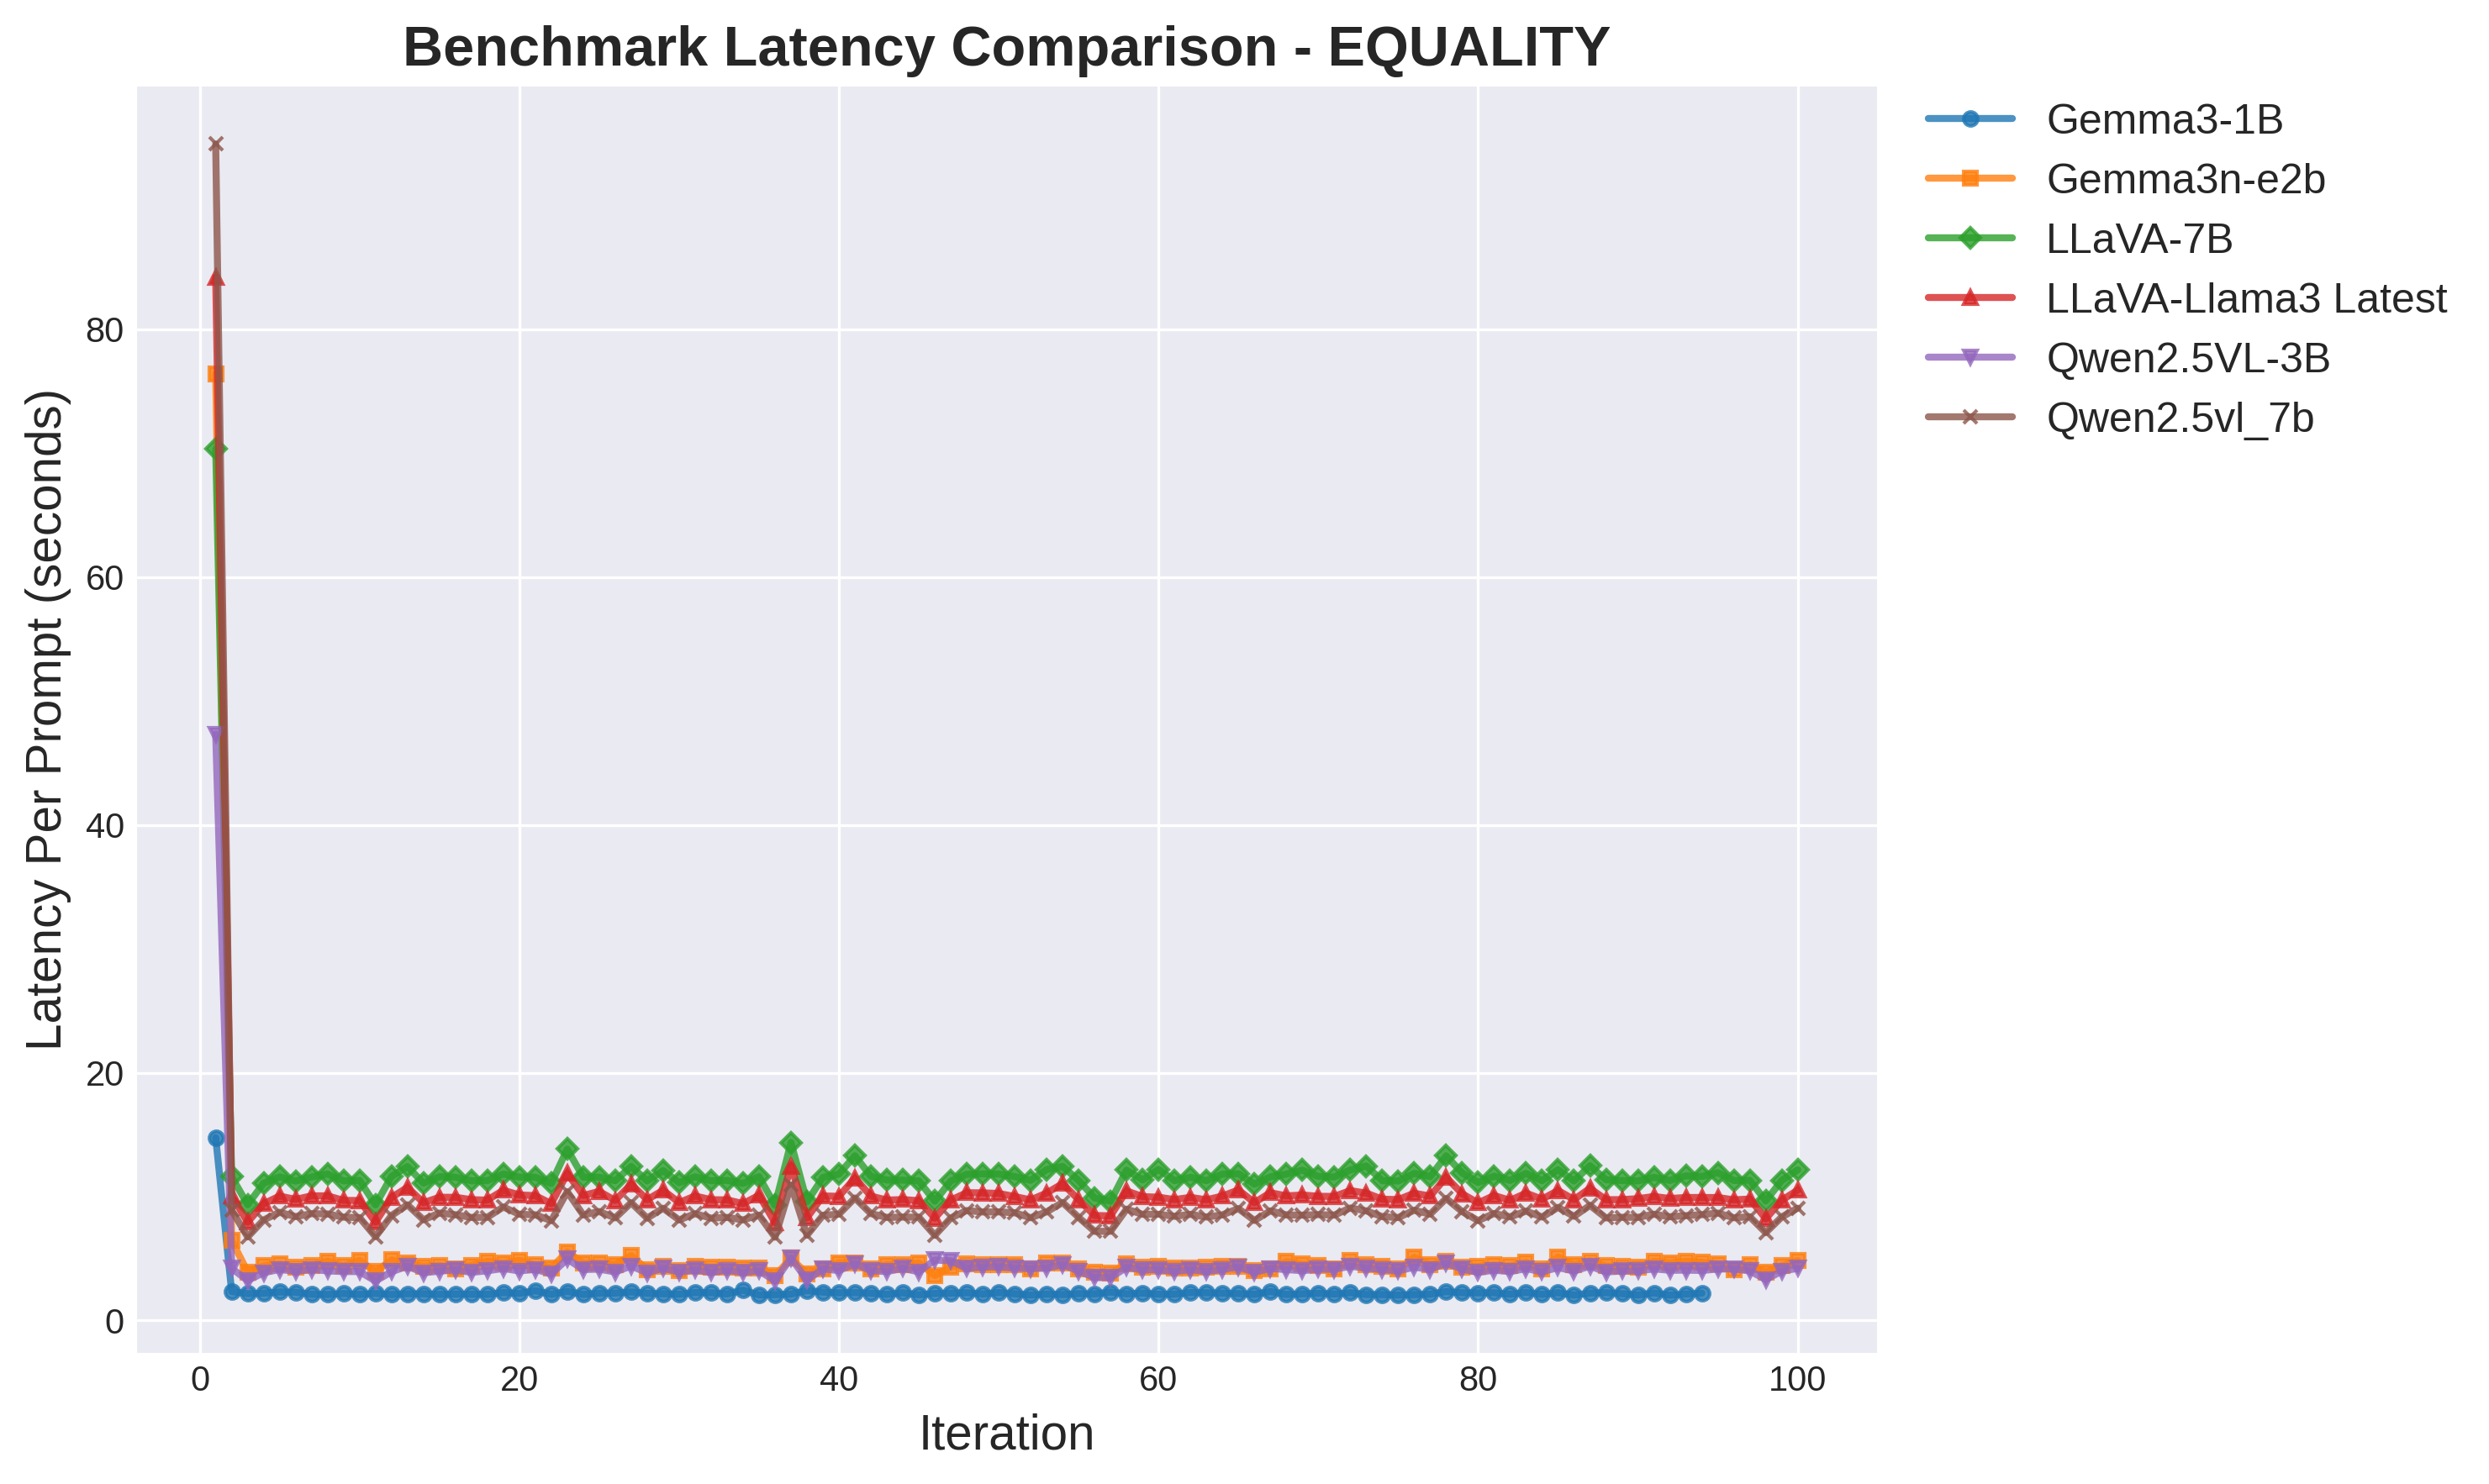 Benchmark Latency Comparison - EQUALITY
Gemma3-1B
Gemma3n-e2b
LLaVA-7B
LLaVA-Llama3 Latest
Qwen2.5VL-3B
Qwen2.5vl_7b
Latency Per Prompt (seconds)
80
60
40
20
0
0 20 40 60 80 100
Iteration